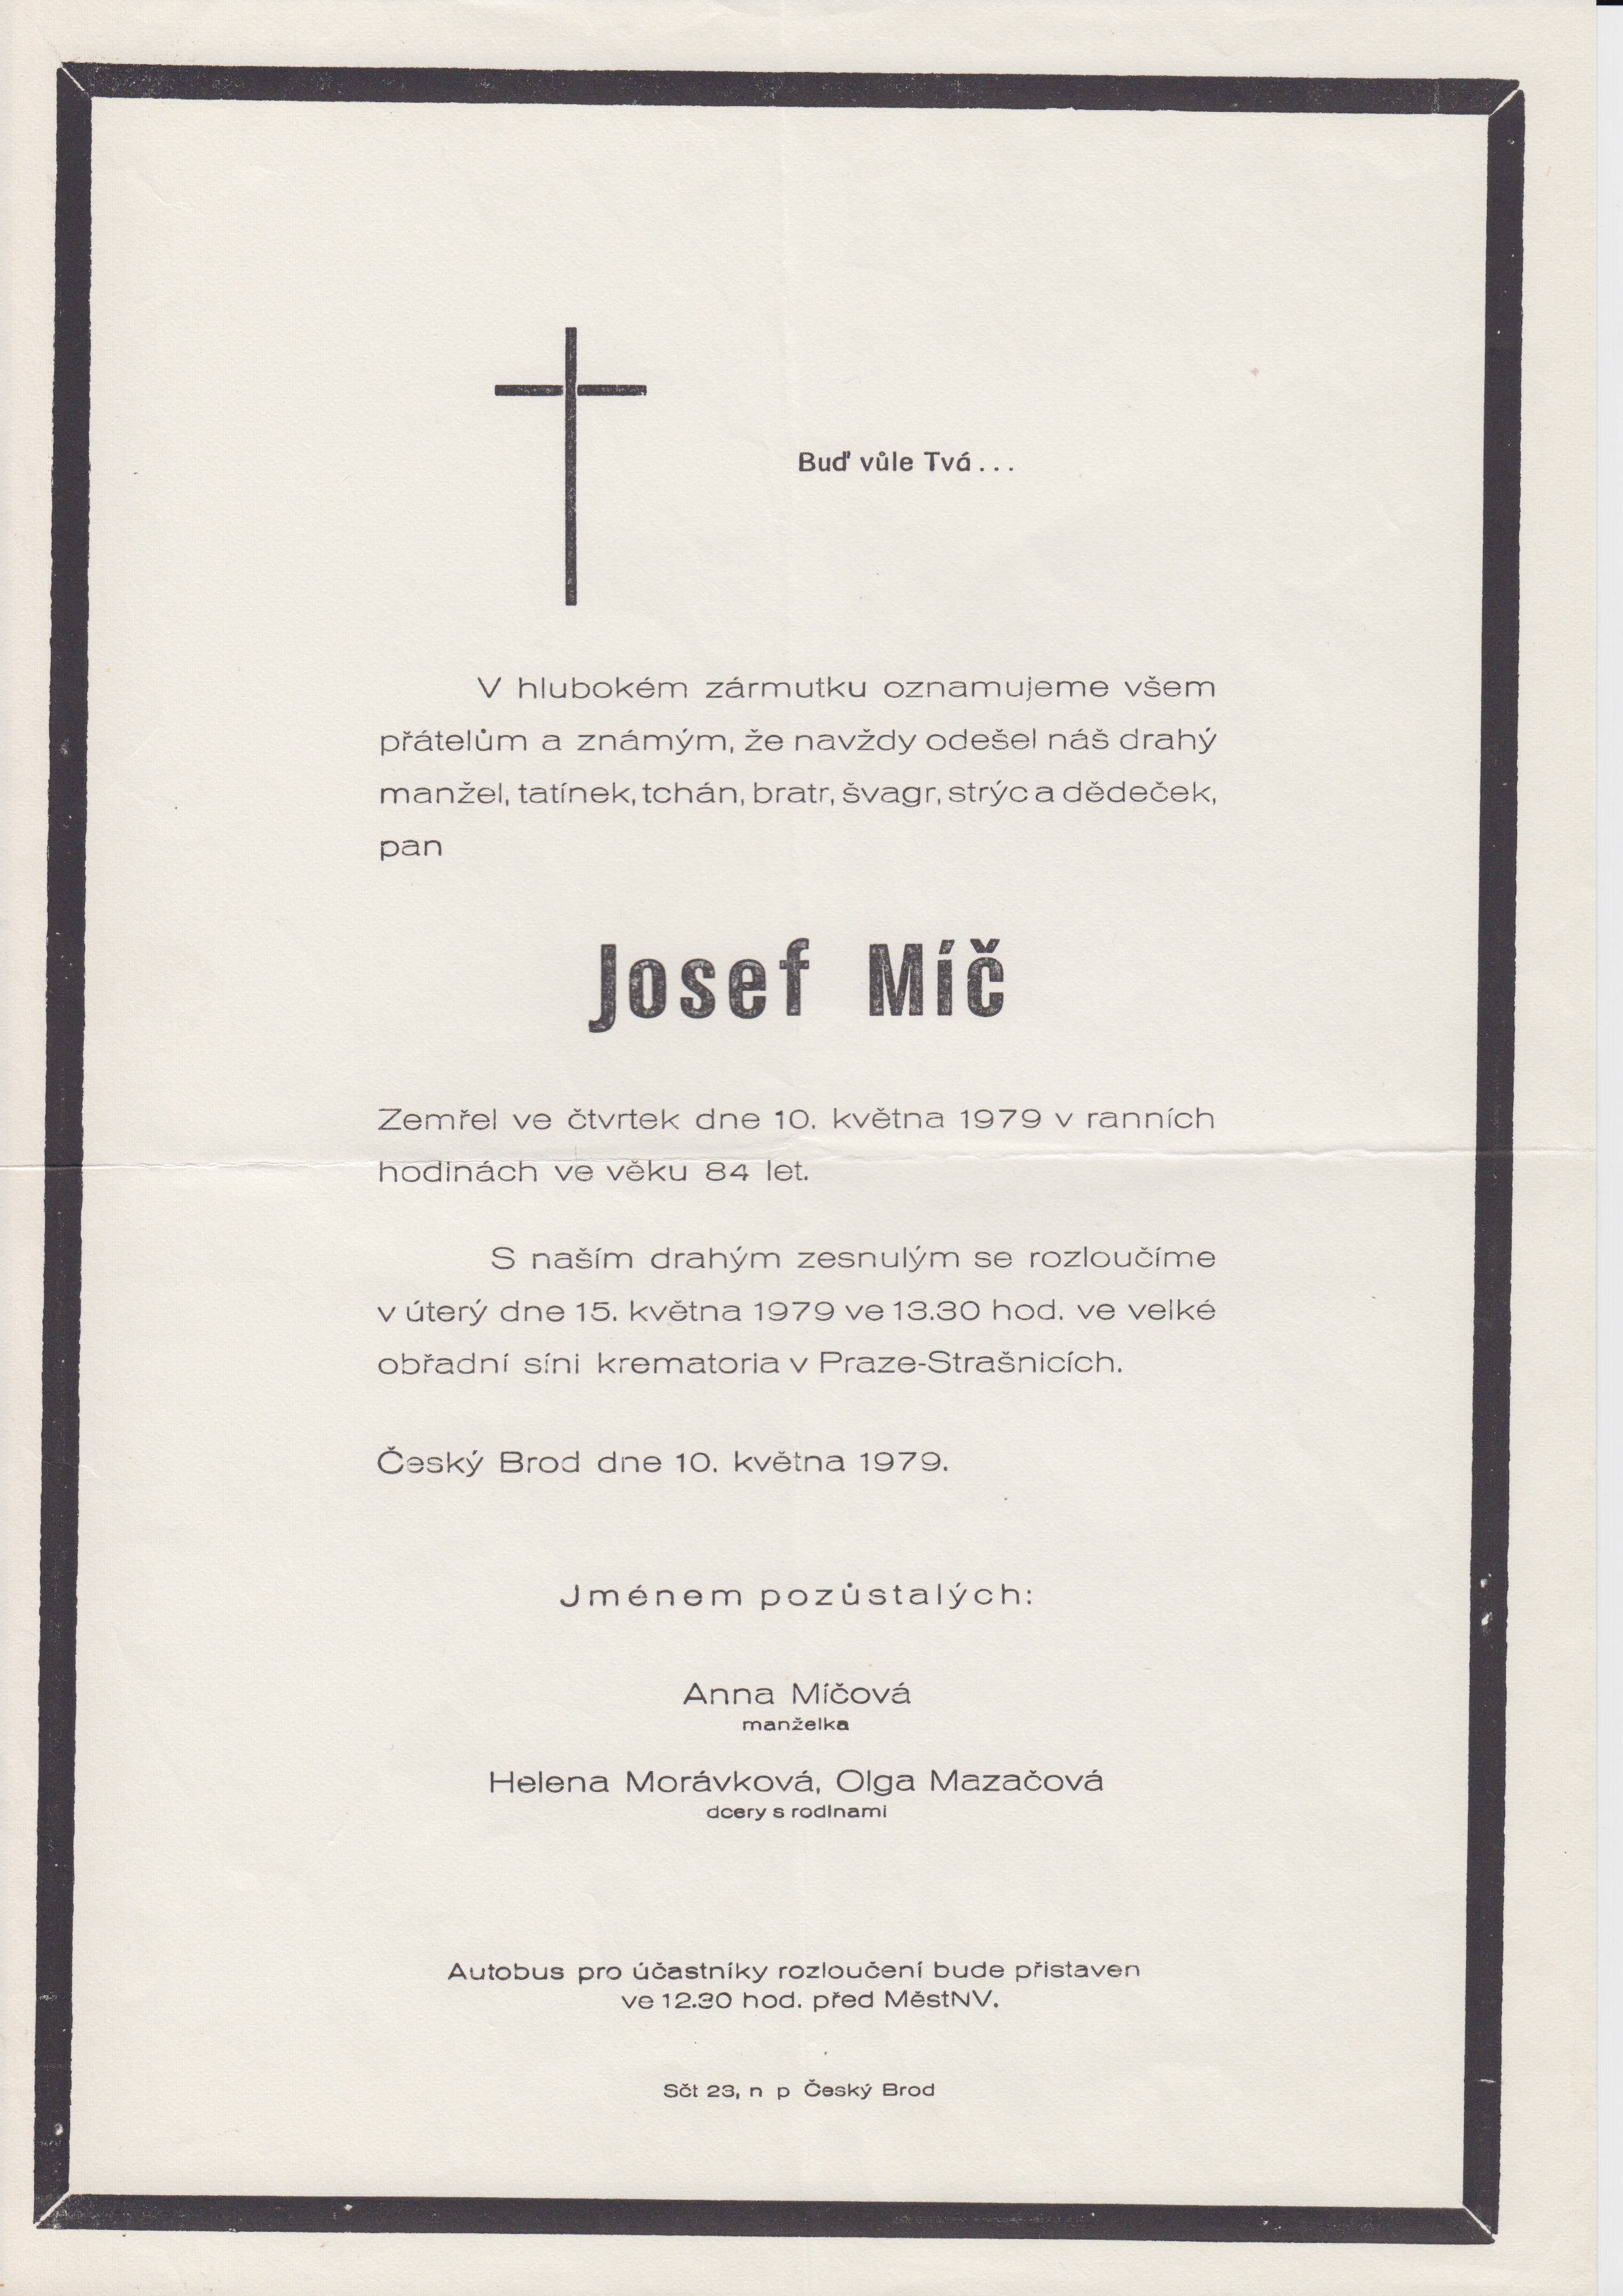 Buď vůle Tvá...
V hlubokém zármutku oznamujeme všem
přátelům a známým, že navždy odešel náš drahý
manžel, tatínek, tchán, bratr, švagr, strýc a dědeček,
pan
Josef Míč
Zemřel ve čtvrtek dne 10. května 1979 v ranních
hodinách ve věku 84 let.
S naším drahým zesnulým se rozloučíme
v úterý dne 15. května 1979 ve 13.30 hod. ve velké
obřadní síni krematoria v Praze-Strašnicích.
Český Brod dne 10. května 1979.
Jménem pozůstalých:
Anna Míčová
manželka
Helena Morávková, Olga Mazačová
dcery s rodinami
Autobus pro účastníky rozloučení bude přistaven
ve 12.30 hod. před MěstNV.
Sčt 23, n p Český Brod